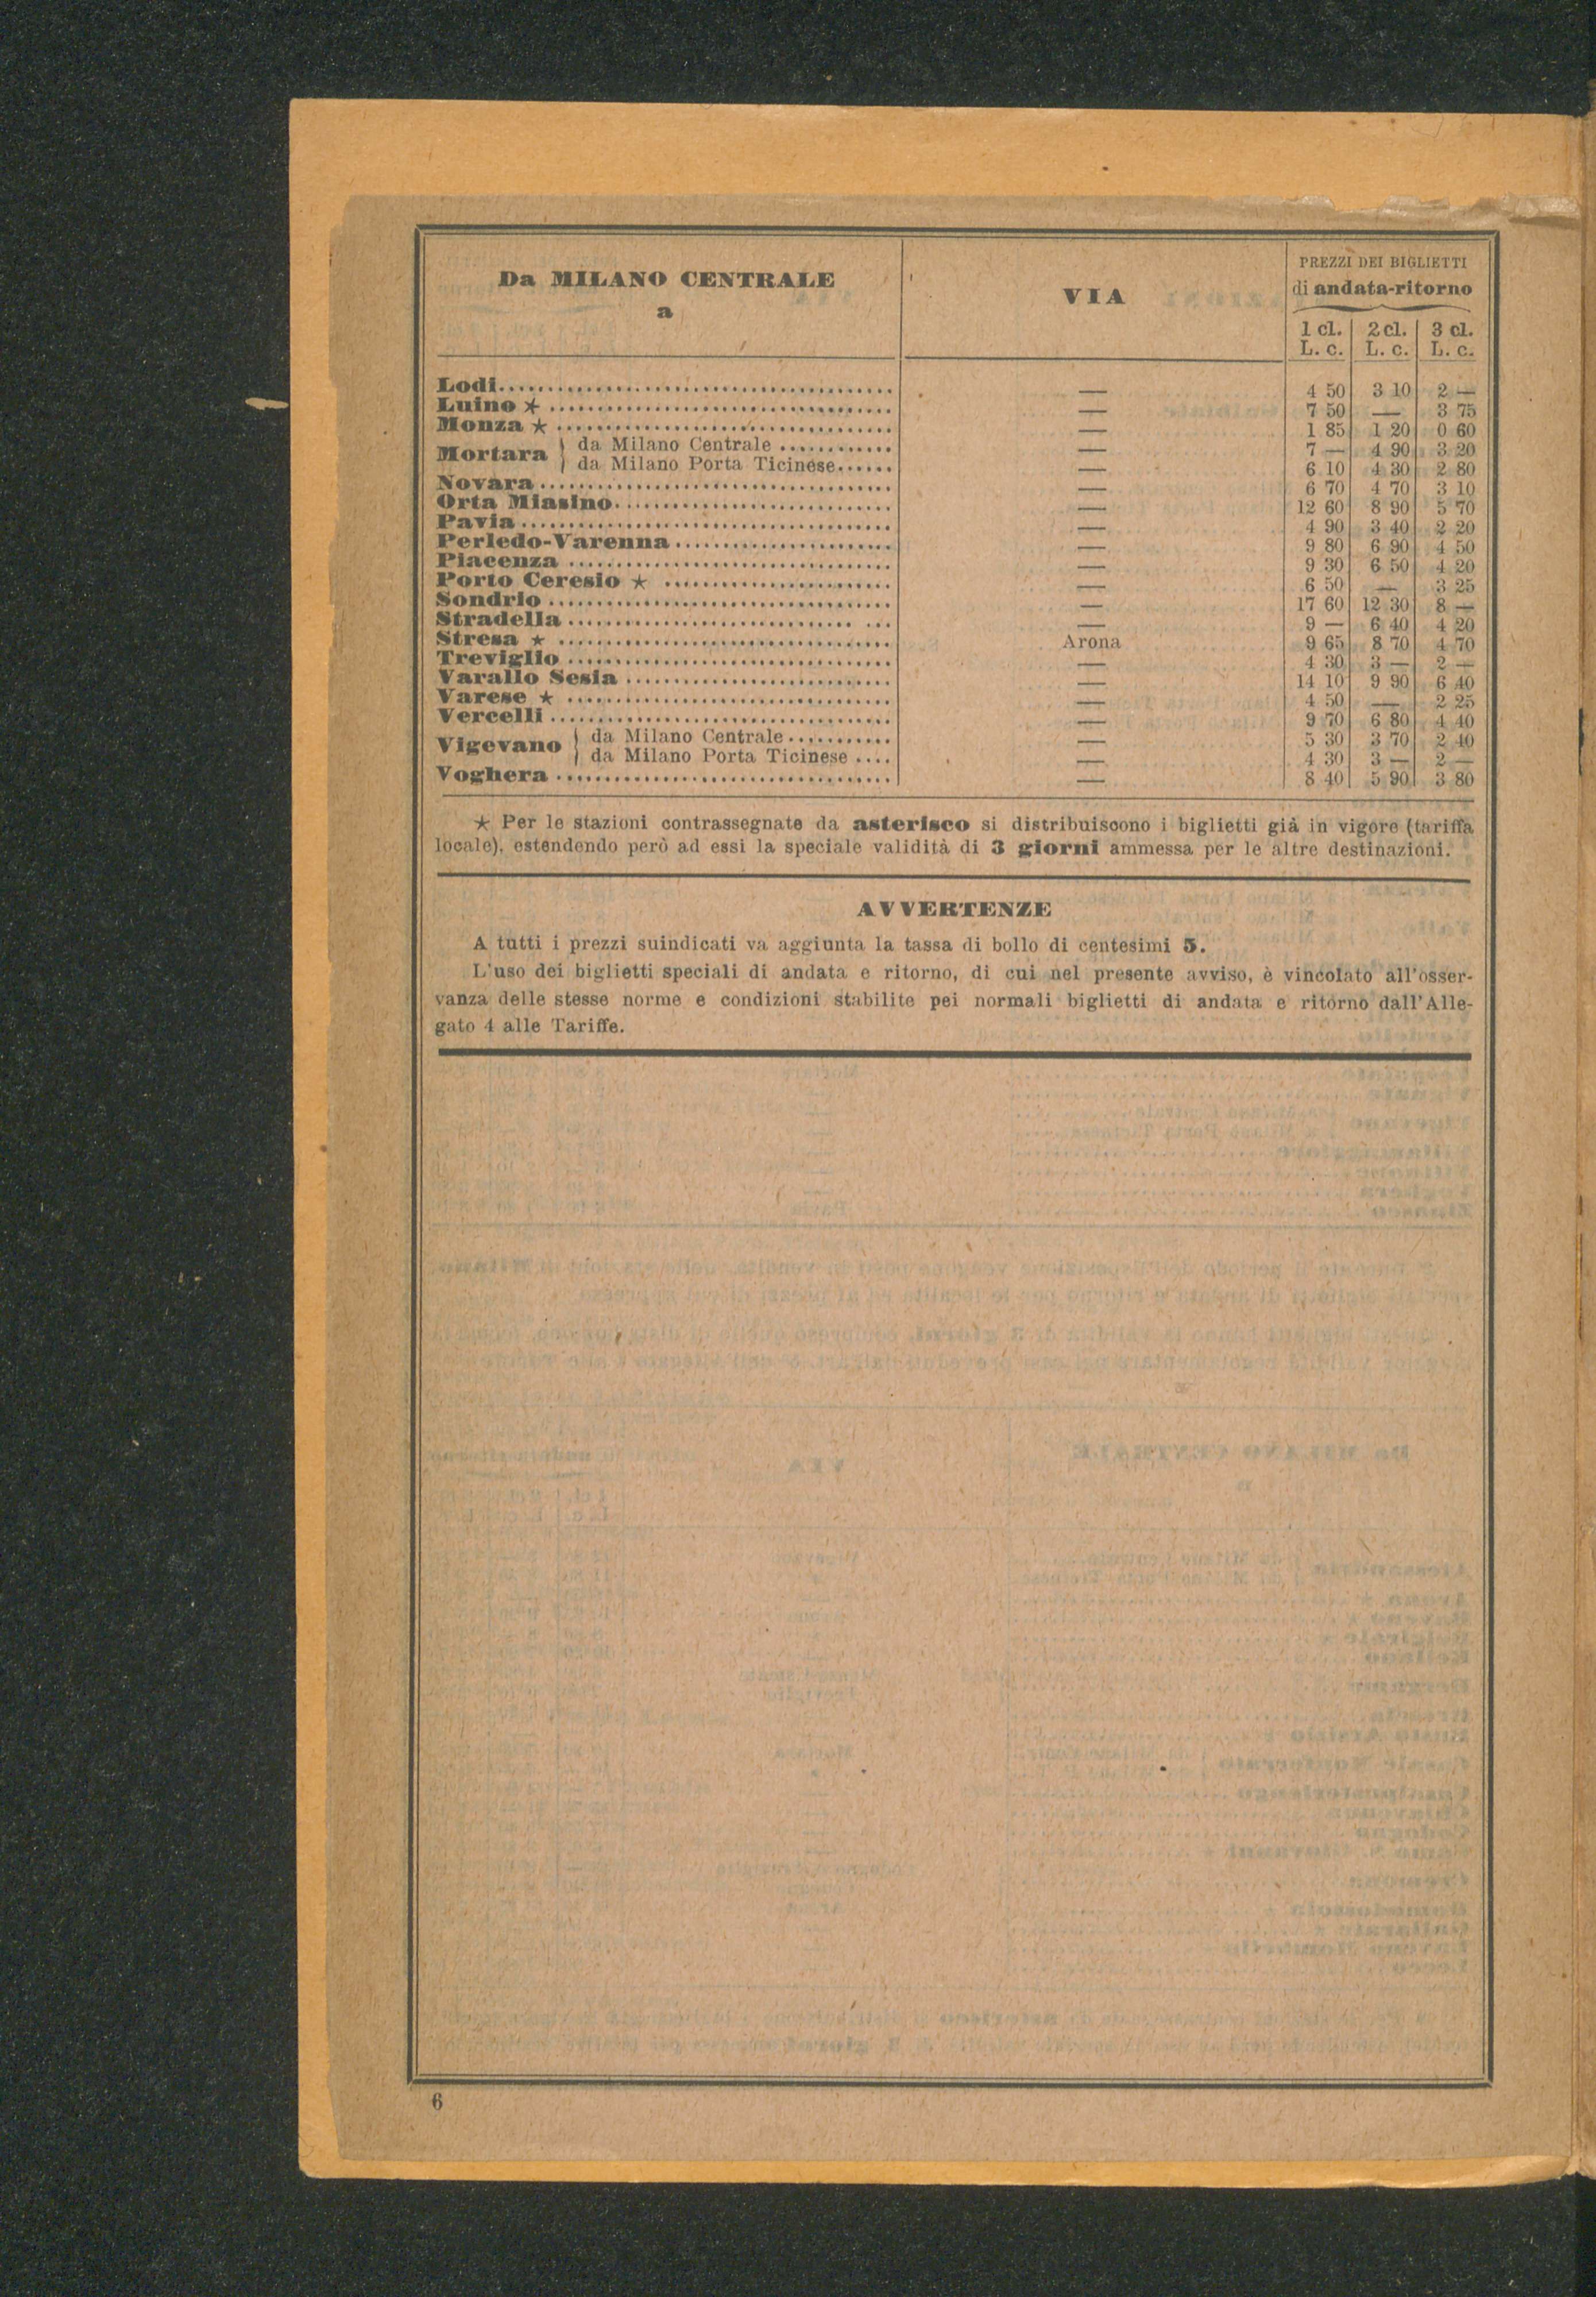 Da MILANO CENTRALE
a
VIA
PREZZI DEI BIGLIETTI
di andata-ritorno
1 cl. 2 cl. 3 cl.
L. c. L. c. L. c.
Lodi — 4 50 3 10 2 —
Luino ★ — 7 50 — 3 75
Monza ★ — 1 85 1 20 0 60
Mortara da Milano Centrale — 7 — 4 90 3 20
da Milano Porta Ticinese — 6 10 4 30 2 80
Novara — 6 70 4 70 3 10
Orta Miasino — 12 60 8 90 5 70
Pavia — 4 90 3 40 2 20
Perledo-Varenna — 9 80 6 90 4 50
Piacenza — 9 30 6 50 4 20
Porto Ceresio ★ — 6 50 — 3 25
Sondrio — 17 60 12 30 8 —
Stradella — 9 — 6 40 4 20
Stresa ★ Arona 9 65 8 70 4 70
Treviglio — 4 30 3 — 2 —
Varallo Sesia — 14 10 9 90 6 40
Varese ★ — 4 50 — 2 25
Vercelli — 9 70 6 80 4 40
Vigevano da Milano Centrale — 5 30 3 70 2 40
da Milano Porta Ticinese — 4 30 3 — 2 —
Voghera — 8 40 5 90 3 80
★ Per le stazioni contrassegnate da asterisco si distribuiscono i biglietti già in vigore (tariffa
locale), estendendo però ad essi la speciale validità di 3 giorni ammessa per le altre destinazioni.
AVVERTENZE
A tutti i prezzi suindicati va aggiunta la tassa di bollo di centesimi 5.
L'uso dei biglietti speciali di andata e ritorno, di cui nel presente avviso, è vincolato all'osser-
vanza delle stesse norme e condizioni stabilite pei normali biglietti di andata e ritorno dall'Alle-
gato 4 alle Tariffe.
6